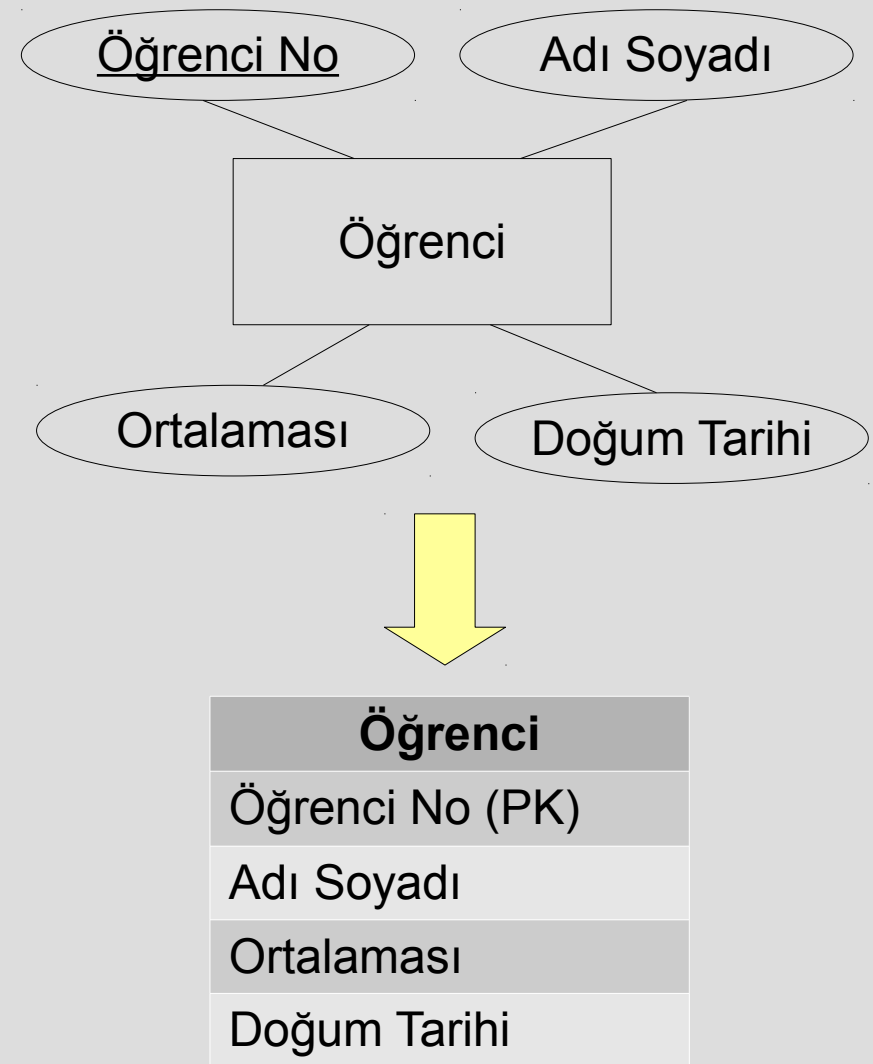 Öğrenci No
Adı Soyadı
Öğrenci
Ortalaması
Doğum Tarihi
Öğrenci
Öğrenci No (PK)
Adı Soyadı
Ortalaması
Doğum Tarihi